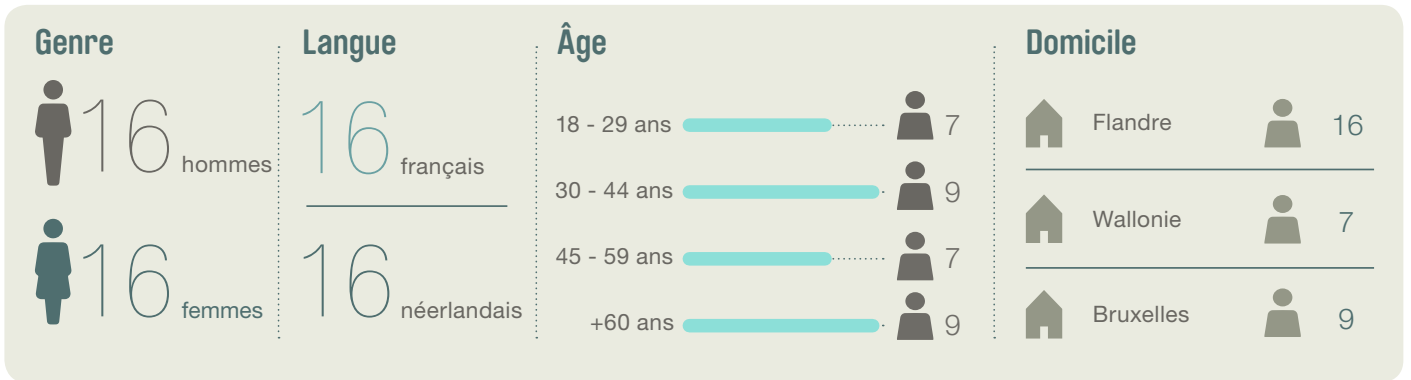 Genre
16 hommes
16 femmes
Langue
16 français
16 néerlandais
Âge
18 - 29 ans 7
30 - 44 ans 9
45 - 59 ans 7
+60 ans 9
Domicile
Flandre 16
Wallonie 7
Bruxelles 9